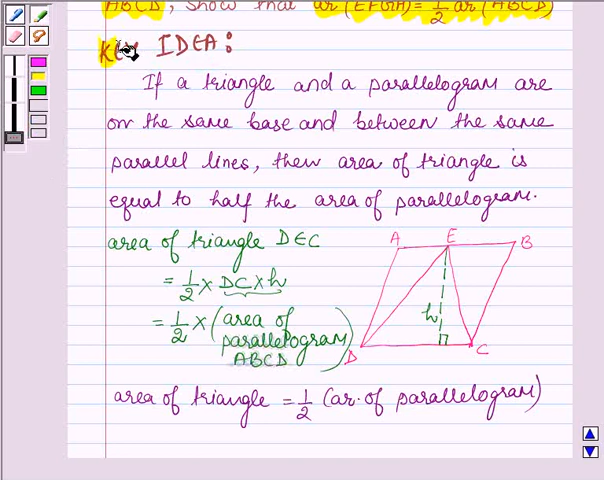 ABCD, Show that ar(EFGH)=1/2 ar(ABCD)
KEY IDEA:
If a triangle and a parallelogram are
on the same base and between the same
parallel lines, then area of triangle is
equal to half the area of parallelogram.
area of triangle DEC
= 1/2 × DC × h
= 1/2 × (area of
parallelogram
ABCD)
A E B
h
D C
area of triangle = 1/2 (ar. of parallelogram)